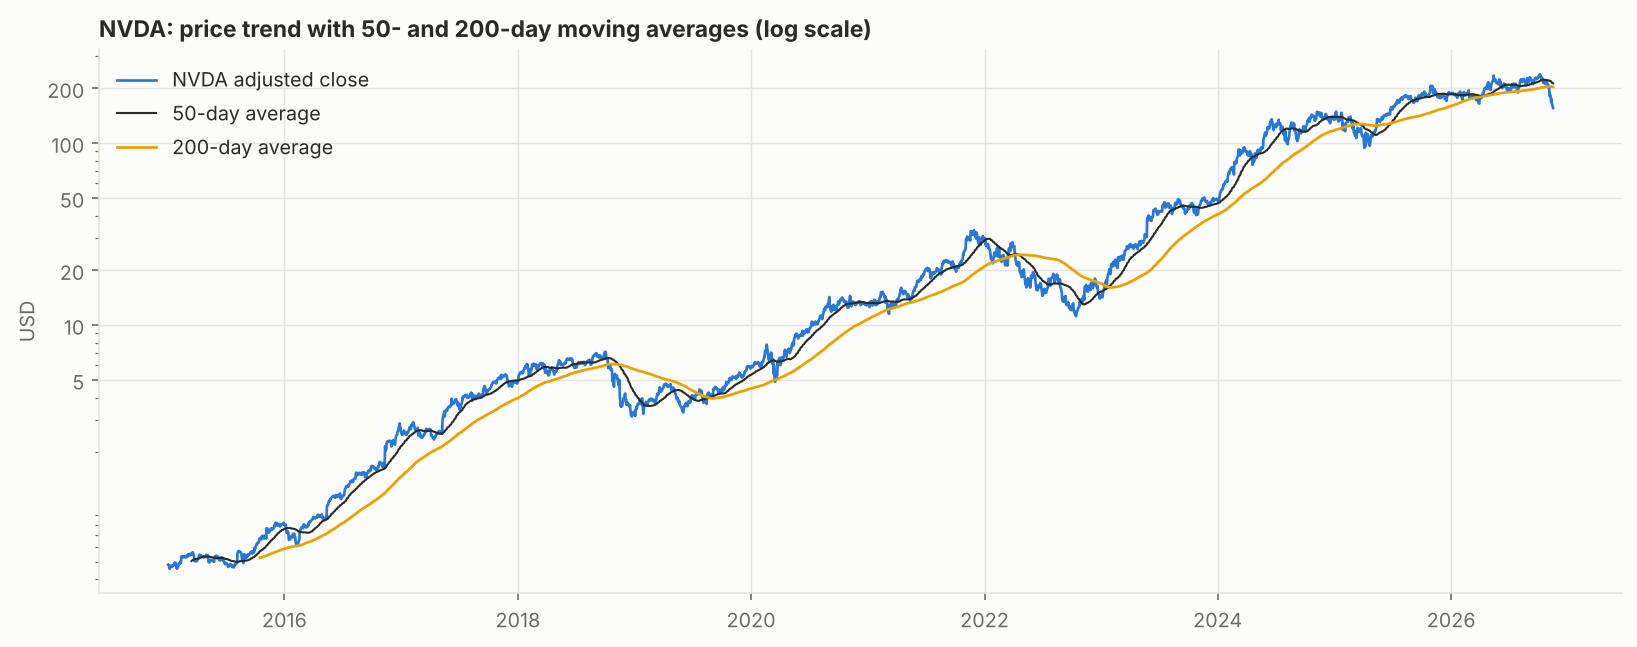 NVDA: price trend with 50- and 200-day moving averages (log scale)
NVDA adjusted close
50-day average
200-day average
200
100
50
20
10
5
USD
2016
2018
2020
2022
2024
2026